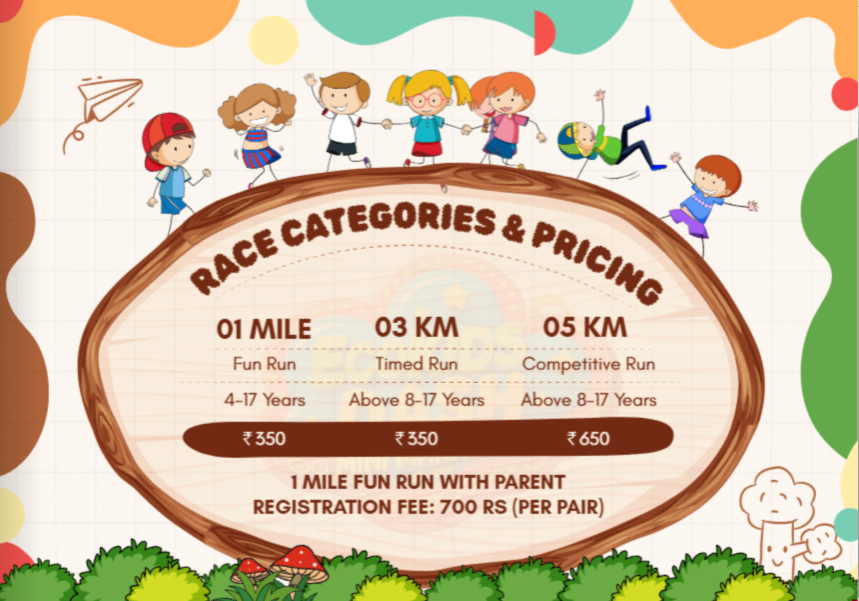 RACE CATEGORIES & PRICING
01 MILE 03 KM 05 KM
Fun Run Timed Run Competitive Run
4-17 Years Above 8-17 Years Above 8-17 Years
₹350 ₹350 ₹650
1 MILE FUN RUN WITH PARENT
REGISTRATION FEE: 700 RS (PER PAIR)